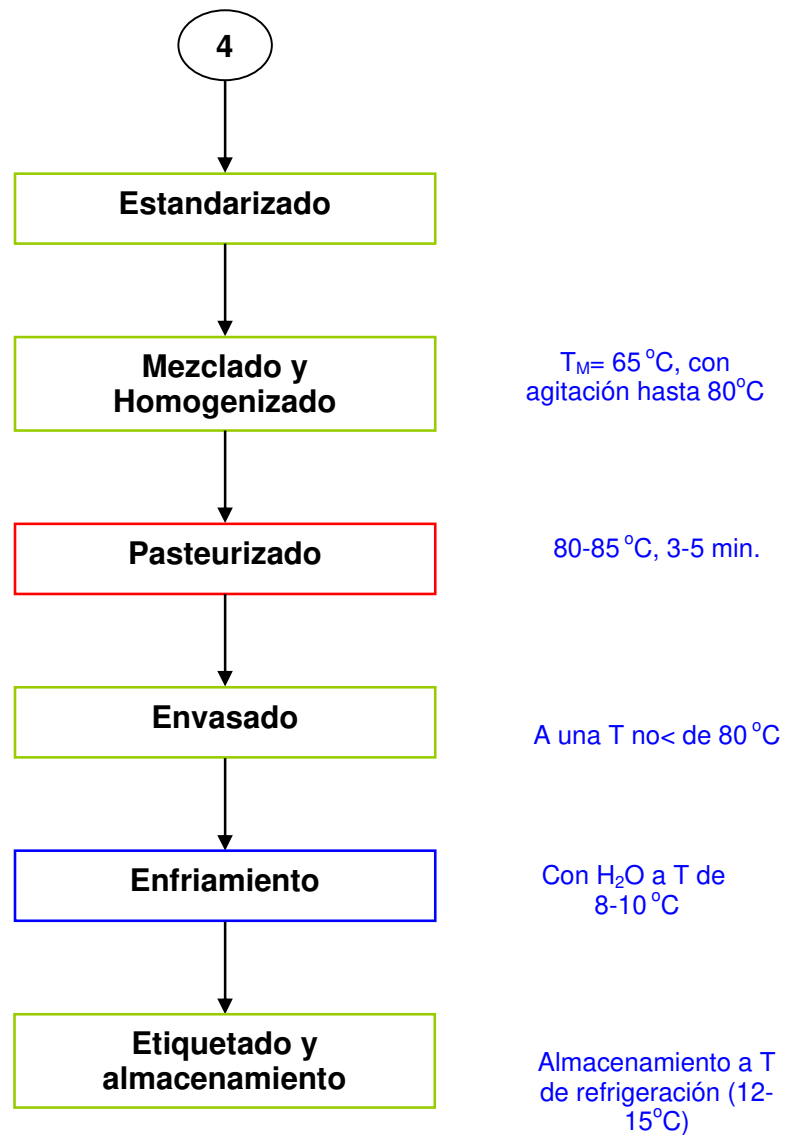 4
Estandarizado
Mezclado y
Homogenizado
T_M= 65 °C, con
agitación hasta 80°C
Pasteurizado
80-85 °C, 3-5 min.
Envasado
A una T no< de 80 °C
Enfriamiento
Con H₂O a T de
8-10 °C
Etiquetado y
almacenamiento
Almacenamiento a T
de refrigeración (12-
15°C)